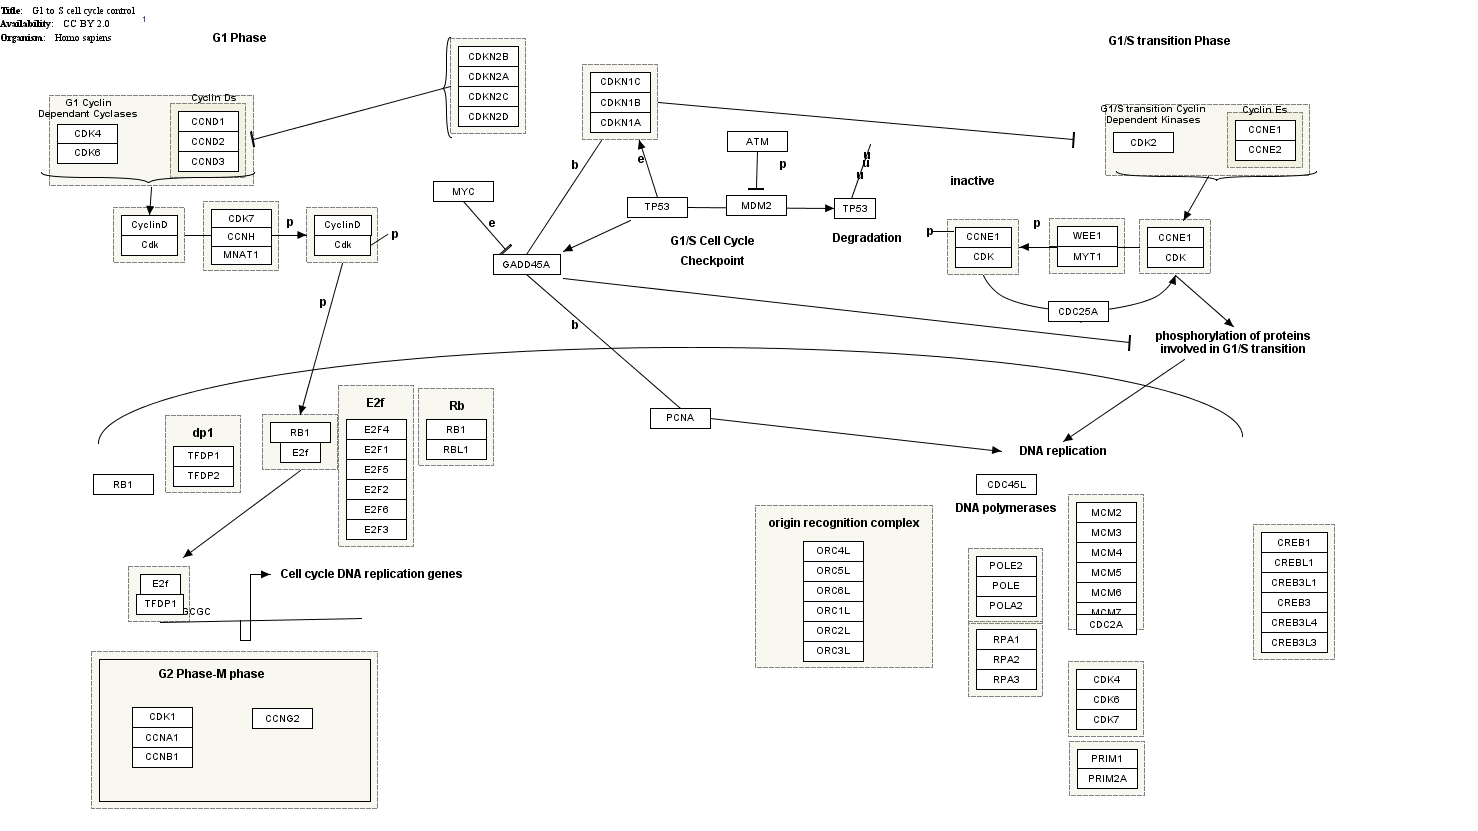 Title: G1 to S cell cycle control
Availability: CC BY 2.0
1
Organism: Homo sapiens
G1 Phase
G1/S transition Phase
G1 Cyclin
Dependent Cyclases
CDK4
CDK6
Cyclin Ds
CCND1
CCND2
CCND3
CDKN2B
CDKN2A
CDKN2C
CDKN2D
CDKN1C
CDKN1B
CDKN1A
G1/S transition Cyclin
Dependent Kinases
CDK2
Cyclin Es
CCNE1
CCNE2
ATM
p
b
e
MYC
e
TP53
MDM2
TP53
u
u
u
inactive
CyclinD
Cdk
CDK7
CCNH
MNAT1
p
CyclinD
Cdk
p
G1/S Cell Cycle
Checkpoint
Degradation
GADD45A
p
CCNE1
CDK
p
WEE1
MYT1
CCNE1
CDK
CDC25A
p
b
phosphorylation of proteins
involved in G1/S transition
RB1
dp1
TFDP1
TFDP2
RB1
E2f
E2f
E2F4
E2F1
E2F5
E2F2
E2F6
E2F3
Rb
RB1
RBL1
PCNA
DNA replication
CDC45L
DNA polymerases
origin recognition complex
ORC4L
ORC5L
ORC6L
ORC1L
ORC2L
ORC3L
POLE2
POLE
POLA2
RPA1
RPA2
RPA3
MCM2
MCM3
MCM4
MCM5
MCM6
MCM7
CDC2A
CDK4
CDK6
CDK7
PRIM1
PRIM2A
CREB1
CREBL1
CREB3L1
CREB3
CREB3L4
CREB3L3
E2f
TFDP1
GCGC
Cell cycle DNA replication genes
G2 Phase-M phase
CDK1
CCNA1
CCNB1
CCNG2